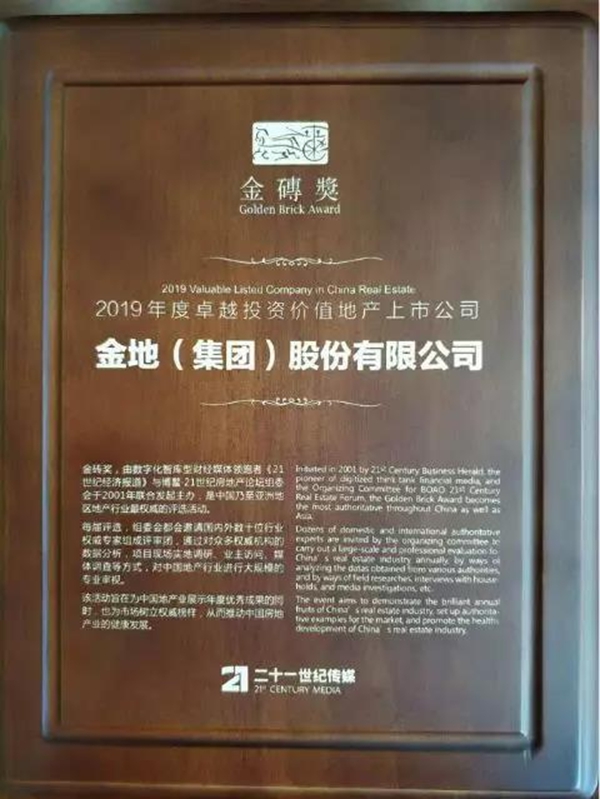 金磚獎
Golden Brick Award
2019 Valuable Listed Company in China Real Estate
2019年度卓越投资价值地产上市公司
金地（集团）股份有限公司
金砖奖，由数字化智库型财经媒体领跑者《21
世纪经济报道》与博鳌·21世纪房地产论坛组委
会于2001年联合发起主办，是中国乃至亚洲地
区地产行业最权威的评选活动。
每届评选，组委会都会邀请国内外数十位行业
权威专家组成评审团，通过对众多权威机构的
数据分析，项目现场实地调研、业主访问、媒
体调查等方式，对中国地产行业进行大规模的
专业审视。
该活动旨在为中国地产业展示年度优秀成果的同
时，也为市场树立权威榜样，从而推动中国房地
产业的健康发展。
Initiated in 2001 by 21st Century Business Herald, the
pioneer of digitized think tank financial media, and
the Organizing Committee for BOAO 21st Century
Real Estate Forum, the Golden Brick Award becomes
the most authoritative throughout China as well as
Asia.
Dozens of domestic and international authoritative
experts are invited by the organizing committee to
carry out a large-scale and professional evaluation fo
China's real estate industry annually, by ways of
analyzing the datas obtained from various authorities,
and by ways of field researches, interviews with house-
holds, and media investigations, etc.
The event aims to demonstrate the brilliant annual
fruits of China's real estate industry, set up authorita-
tive examples for the market, and promote the healths
development of China's real estate industry.
21 二十一世纪传媒
21st CENTURY MEDIA